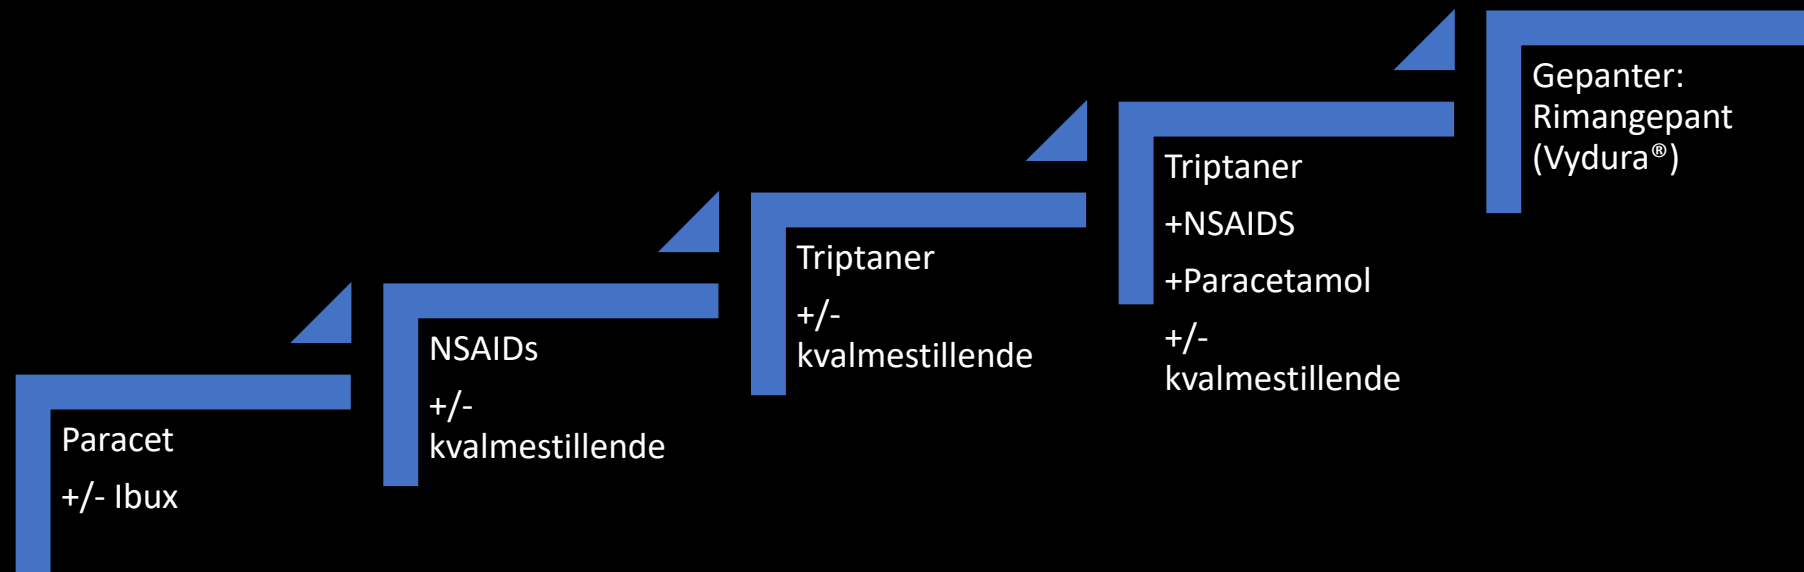 Paracet
+/- Ibux
NSAIDs
+/-
kvalmestillende
Triptaner
+/-
kvalmestillende
Triptaner
+NSAIDS
+Paracetamol
+/-
kvalmestillende
Gepanter:
Rimangepant
(Vydura®)